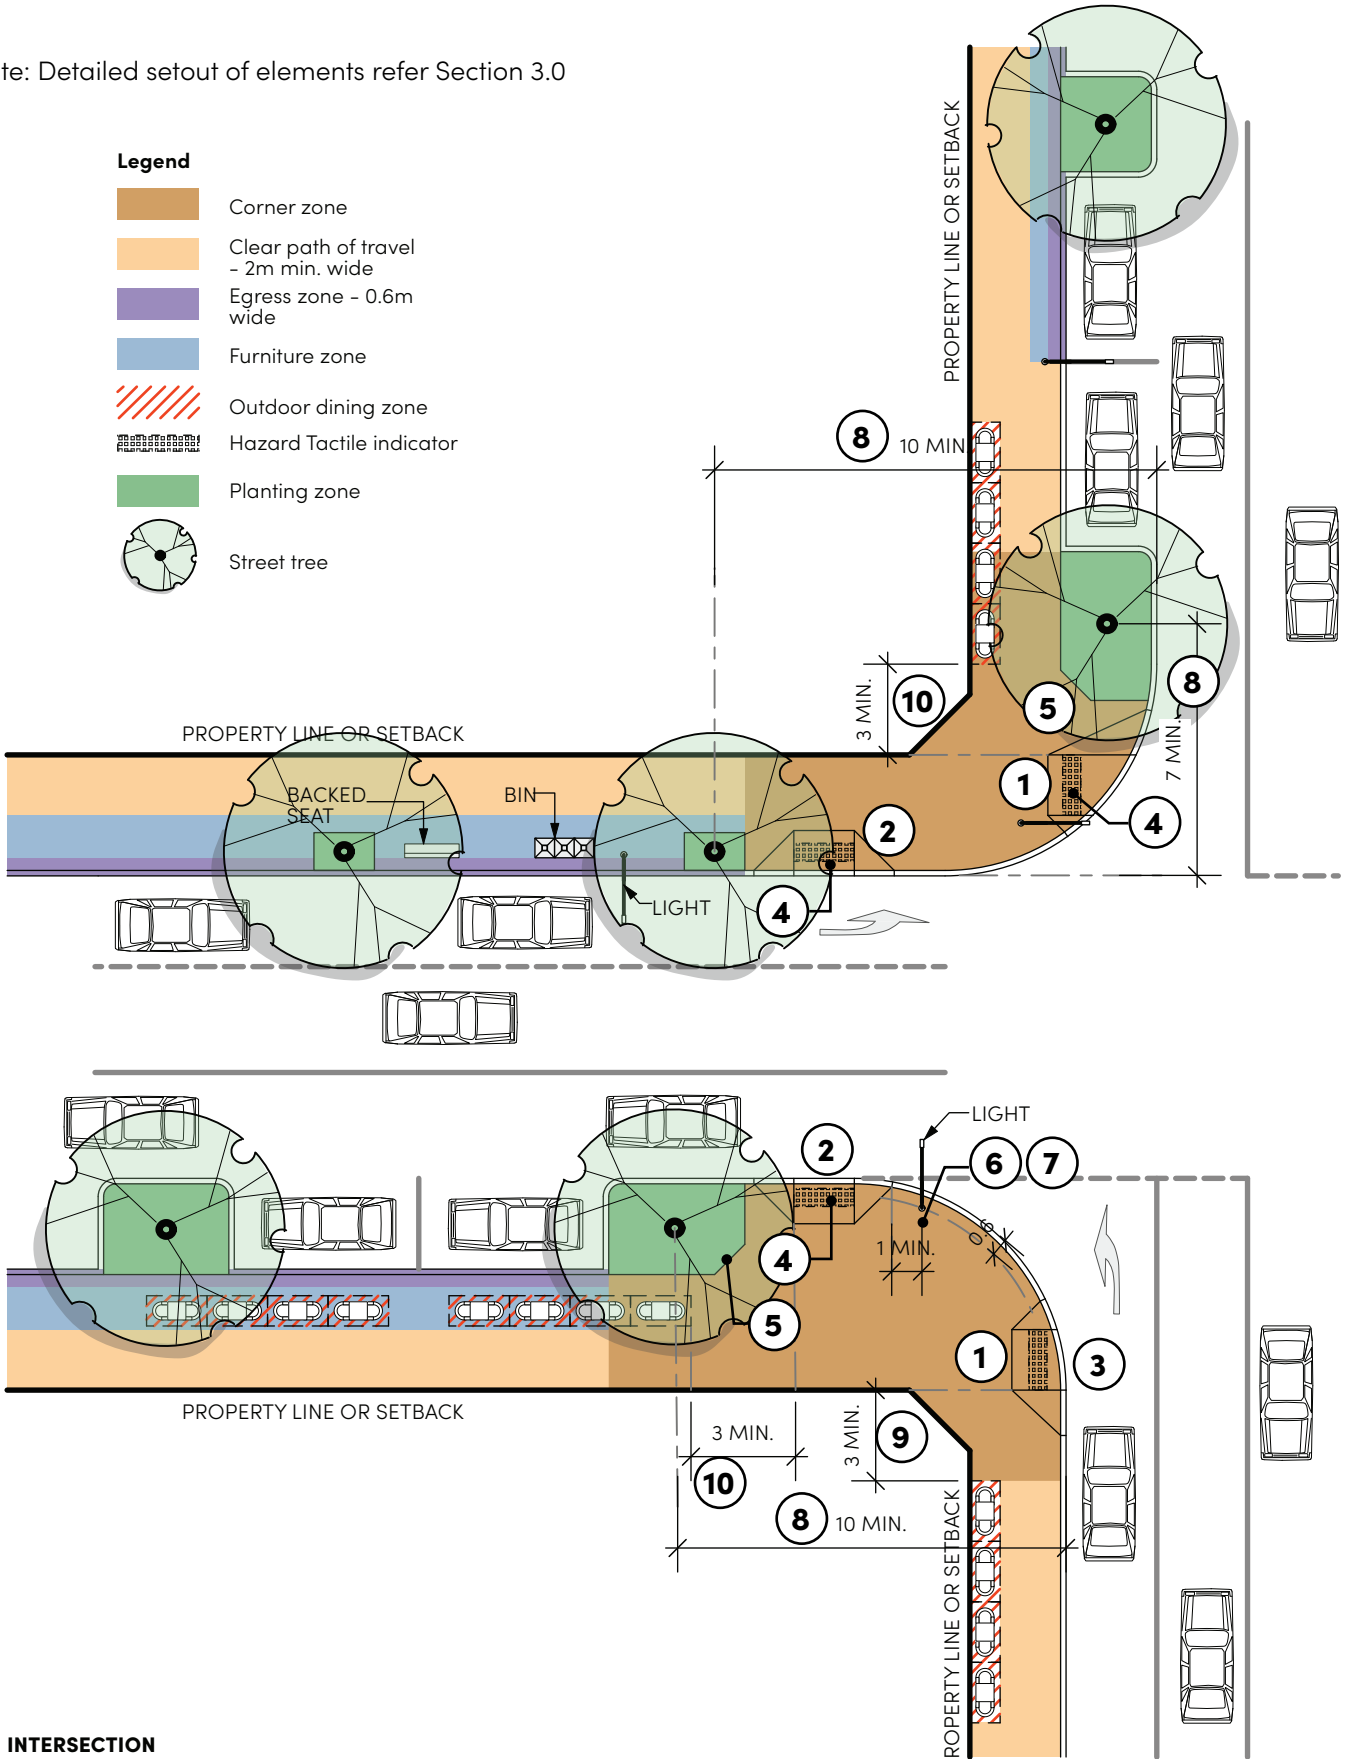 te: Detailed setout of elements refer Section 3.0
Legend
Corner zone
Clear path of travel
- 2m min. wide
Egress zone - 0.6m
wide
Furniture zone
Outdoor dining zone
Hazard Tactile indicator
Planting zone
Street tree
PROPERTY LINE OR SETBACK
8
10 MIN.
3 MIN.
10
5
8
7 MIN.
PROPERTY LINE OR SETBACK
BACKED
SEAT
BIN
1
4
2
4
LIGHT
LIGHT
2
6
7
4
1 MIN.
0.6
5
1
3
PROPERTY LINE OR SETBACK
3 MIN.
10
3 MIN.
9
8
10 MIN.
ROPERTY LINE OR SETBACK
INTERSECTION